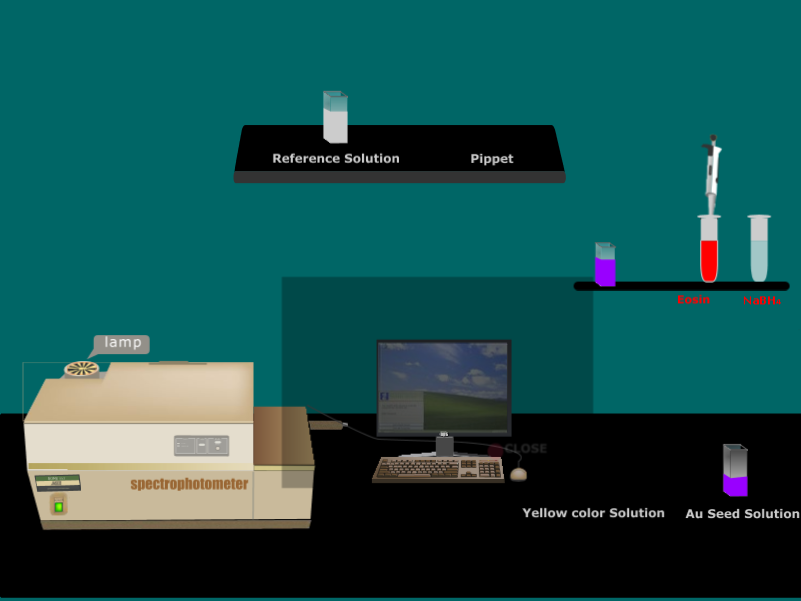 Reference Solution
Pippet
Eosin
NaBH₄
lamp
CLOSE
spectrophotometer
Yellow color Solution
Au Seed Solution